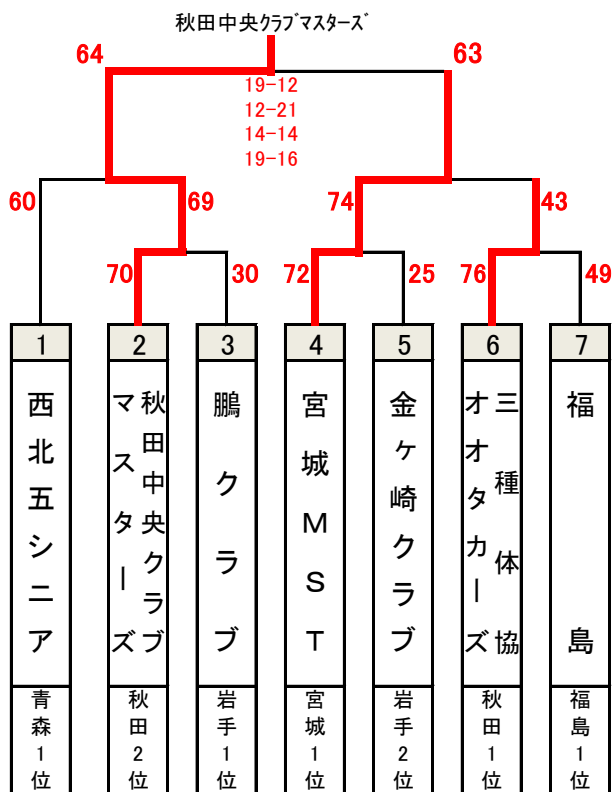 秋田中央クラブマスターズ
64
63
19-12
12-21
14-14
19-16
60
69
74
43
70
30
72
25
76
49
1
2
3
4
5
6
7
西北五シニア
秋田中央クラブ
マスターズ
鵬クラブ
宮城MST
金ヶ崎クラブ
三種体協
オオタカーズ
福島
青森1位
秋田2位
岩手1位
宮城1位
岩手2位
秋田1位
福島1位